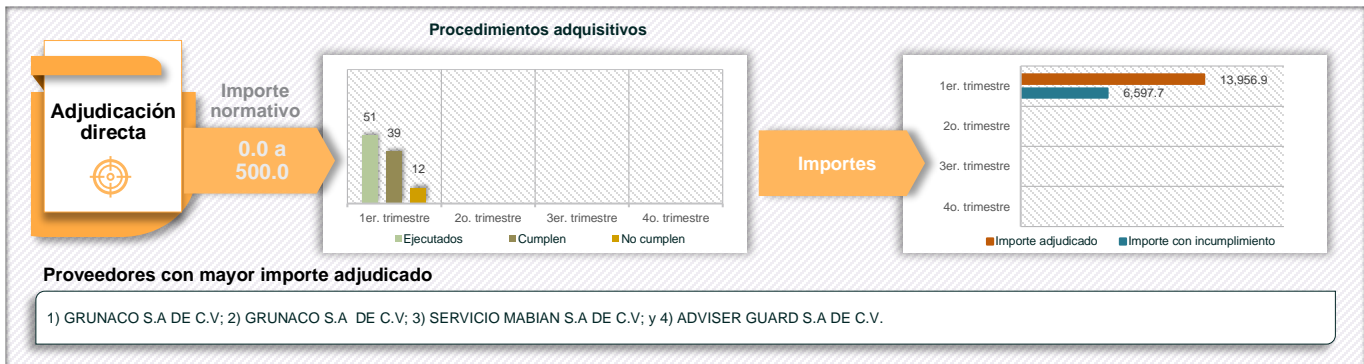 Procedimientos adquisitivos
Adjudicación
directa
Importe
normativo
0.0 a
500.0
51
39
12
1er. trimestre 2o. trimestre 3er. trimestre 4o. trimestre
Ejecutados Cumplen No cumplen
Importes
1er. trimestre
2o. trimestre
3er. trimestre
4o. trimestre
13,956.9
6,597.7
Importe adjudicado Importe con incumplimiento
Proveedores con mayor importe adjudicado
1) GRUNACO S.A DE C.V; 2) GRUNACO S.A DE C.V; 3) SERVICIO MABIAN S.A DE C.V; y 4) ADVISER GUARD S.A DE C.V.